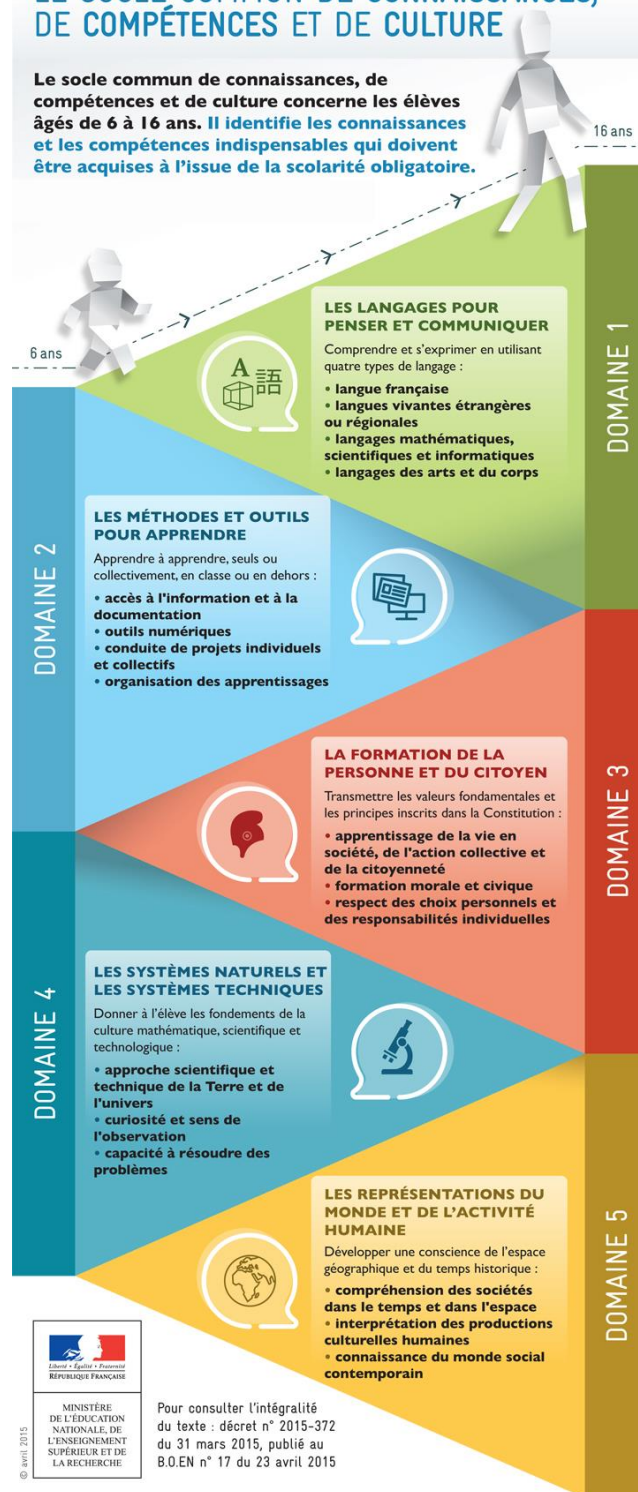 LE SOCLE COMMUN DE CONNAISSANCES,
DE COMPÉTENCES ET DE CULTURE
Le socle commun de connaissances, de
compétences et de culture concerne les élèves
âgés de 6 à 16 ans. Il identifie les connaissances
et les compétences indispensables qui doivent
être acquises à l’issue de la scolarité obligatoire.
16 ans
6 ans
DOMAINE 1
LES LANGAGES POUR
PENSER ET COMMUNIQUER
Comprendre et s’exprimer en utilisant
quatre types de langage :
• langue française
• langues vivantes étrangères
ou régionales
• langages mathématiques,
scientifiques et informatiques
• langages des arts et du corps
A 語
DOMAINE 2
LES MÉTHODES ET OUTILS
POUR APPRENDRE
Apprendre à apprendre, seuls ou
collectivement, en classe ou en dehors :
• accès à l'information et à la
documentation
• outils numériques
• conduite de projets individuels
et collectifs
• organisation des apprentissages
DOMAINE 3
LA FORMATION DE LA
PERSONNE ET DU CITOYEN
Transmettre les valeurs fondamentales et
les principes inscrits dans la Constitution :
• apprentissage de la vie en
société, de l'action collective et
de la citoyenneté
• formation morale et civique
• respect des choix personnels et
des responsabilités individuelles
DOMAINE 4
LES SYSTÈMES NATURELS ET
LES SYSTÈMES TECHNIQUES
Donner à l’élève les fondements de la
culture mathématique, scientifique et
technologique :
• approche scientifique et
technique de la Terre et de
l'univers
• curiosité et sens de
l'observation
• capacité à résoudre des
problèmes
DOMAINE 5
LES REPRÉSENTATIONS DU
MONDE ET DE L’ACTIVITÉ
HUMAINE
Développer une conscience de l’espace
géographique et du temps historique :
• compréhension des sociétés
dans le temps et dans l'espace
• interprétation des productions
culturelles humaines
• connaissance du monde social
contemporain
Liberté • Égalité • Fraternité
RÉPUBLIQUE FRANÇAISE
MINISTÈRE
DE L'ÉDUCATION
NATIONALE, DE
L'ENSEIGNEMENT
SUPÉRIEUR ET DE
LA RECHERCHE
Pour consulter l’intégralité
du texte : décret n° 2015-372
du 31 mars 2015, publié au
B.O.EN n° 17 du 23 avril 2015
© avril 2015